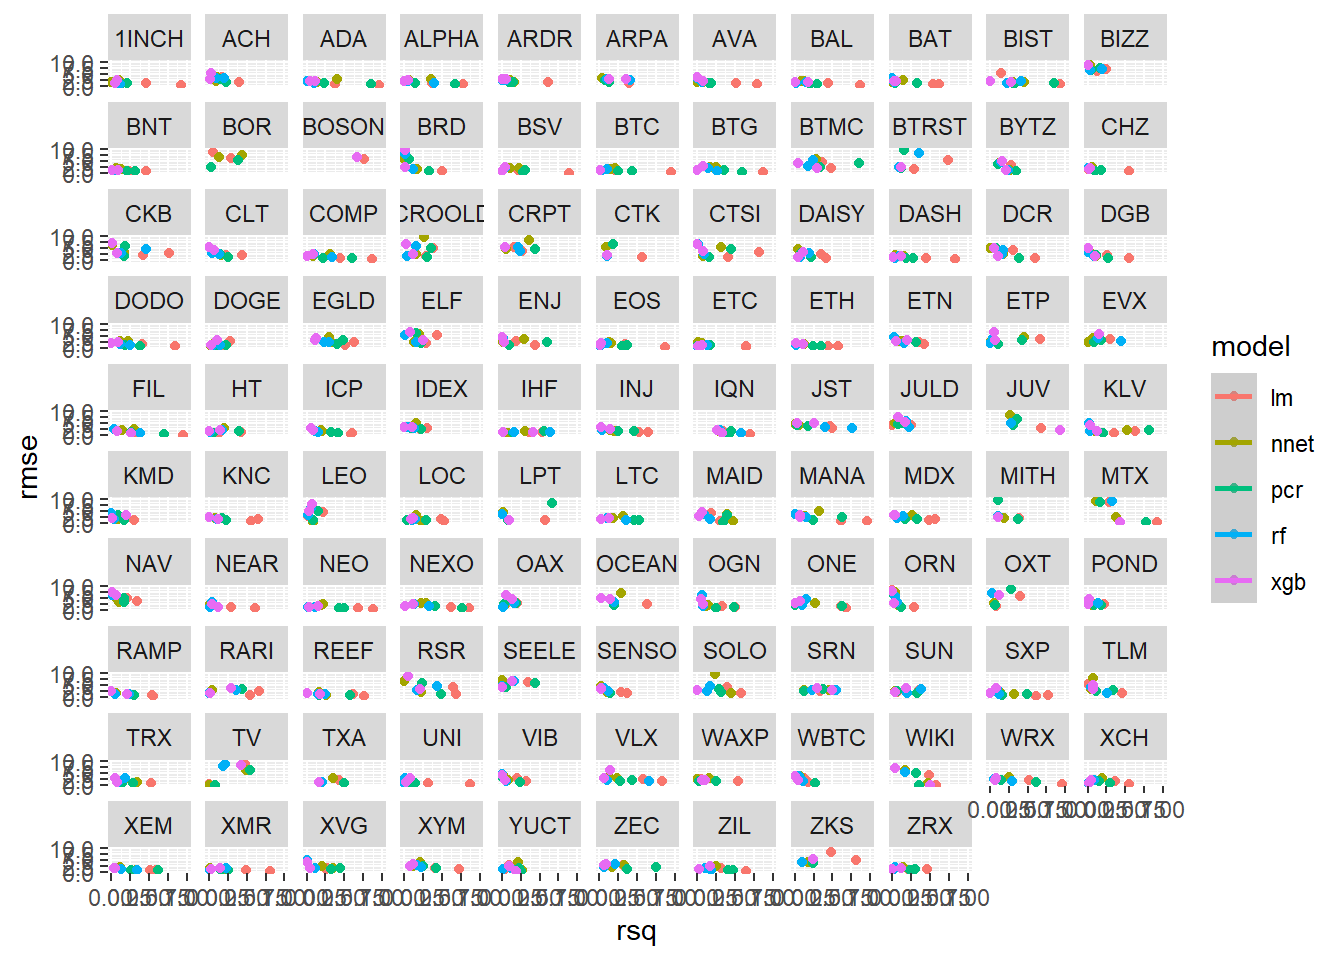 1INCH ACH ADA ALPHA ARDR ARPA AVA BAL BAT BIST BIZZ
BNT BOR BOSON BRD BSV BTC BTG BTMC BTRST BYTZ CHZ
CKB CLT COMP CROOLD CRPT CTK CTSI DAISY DASH DCR DGB
DODO DOGE EGLD ELF ENJ EOS ETC ETH ETN ETP EVX
model
FIL HT ICP IDEX IHF INJ IQN JST JULD JUV KLV
lm
nnet
rmse
KMD KNC LEO LOC LPT LTC MAID MANA MDX MITH MTX
pcr
rf
xgb
NAV NEAR NEO NEXO OAX OCEAN OGN ONE ORN OXT POND
RAMP RARI REEF RSR SEELE SENSO SOLO SRN SUN SXP TLM
TRX TV TXA UNI VIB VLX WAXP WBTC WIKI WRX XCH
XEM XMR XVG XYM YUCT ZEC ZIL ZKS ZRX
rsq